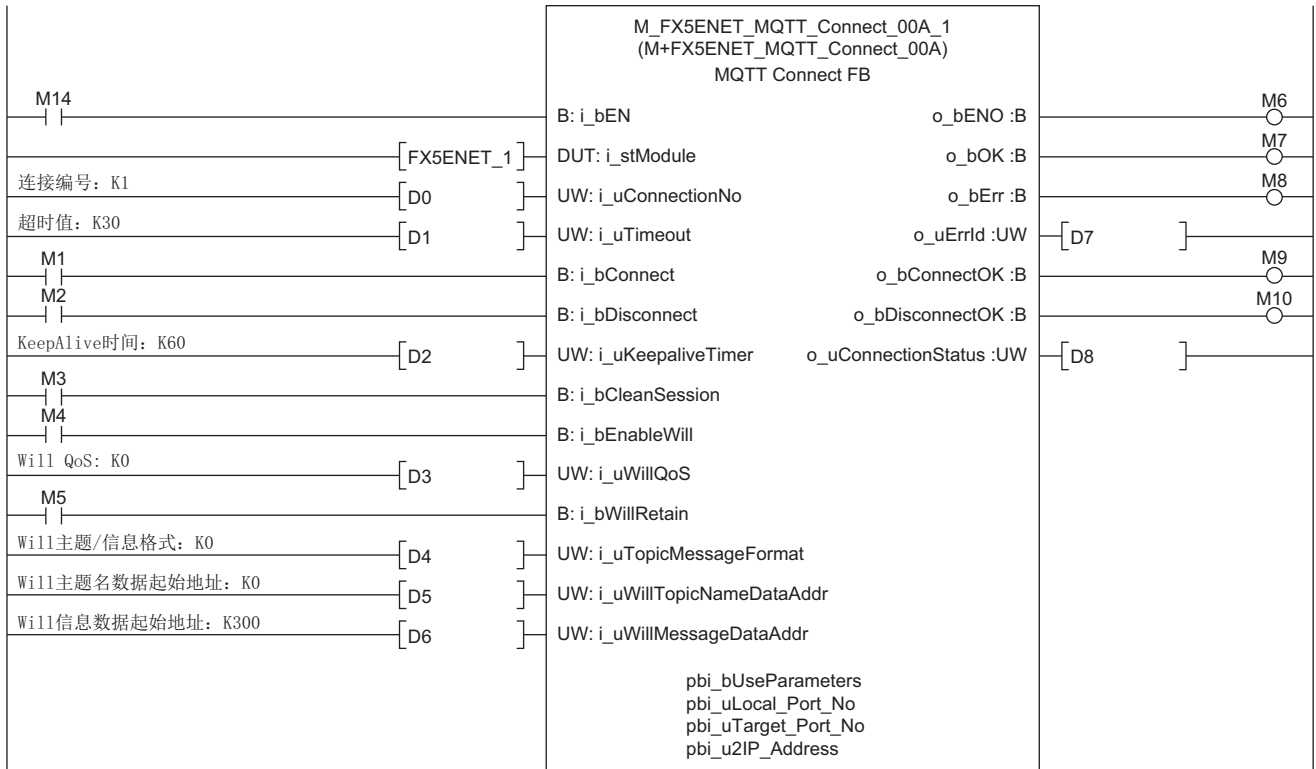 M_FX5ENET_MQTT_Connect_00A_1
(M+FX5ENET_MQTT_Connect_00A)
MQTT Connect FB
M14
B: i_bEN
o_bENO :B
M6
FX5ENET_1
DUT: i_stModule
o_bOK :B
M7
连接编号: K1
D0
UW: i_uConnectionNo
o_bErr :B
M8
超时值: K30
D1
UW: i_uTimeout
o_uErrId :UW
D7
M1
B: i_bConnect
o_bConnectOK :B
M9
M2
B: i_bDisconnect
o_bDisconnectOK :B
M10
KeepAlive时间: K60
D2
UW: i_uKeepaliveTimer
o_uConnectionStatus :UW
D8
M3
B: i_bCleanSession
M4
B: i_bEnableWill
Will QoS: K0
D3
UW: i_uWillQoS
M5
B: i_bWillRetain
Will主题/信息格式: K0
D4
UW: i_uTopicMessageFormat
Will主题名数据起始地址: K0
D5
UW: i_uWillTopicNameDataAddr
Will信息数据起始地址: K300
D6
UW: i_uWillMessageDataAddr
pbi_bUseParameters
pbi_uLocal_Port_No
pbi_uTarget_Port_No
pbi_u2IP_Address